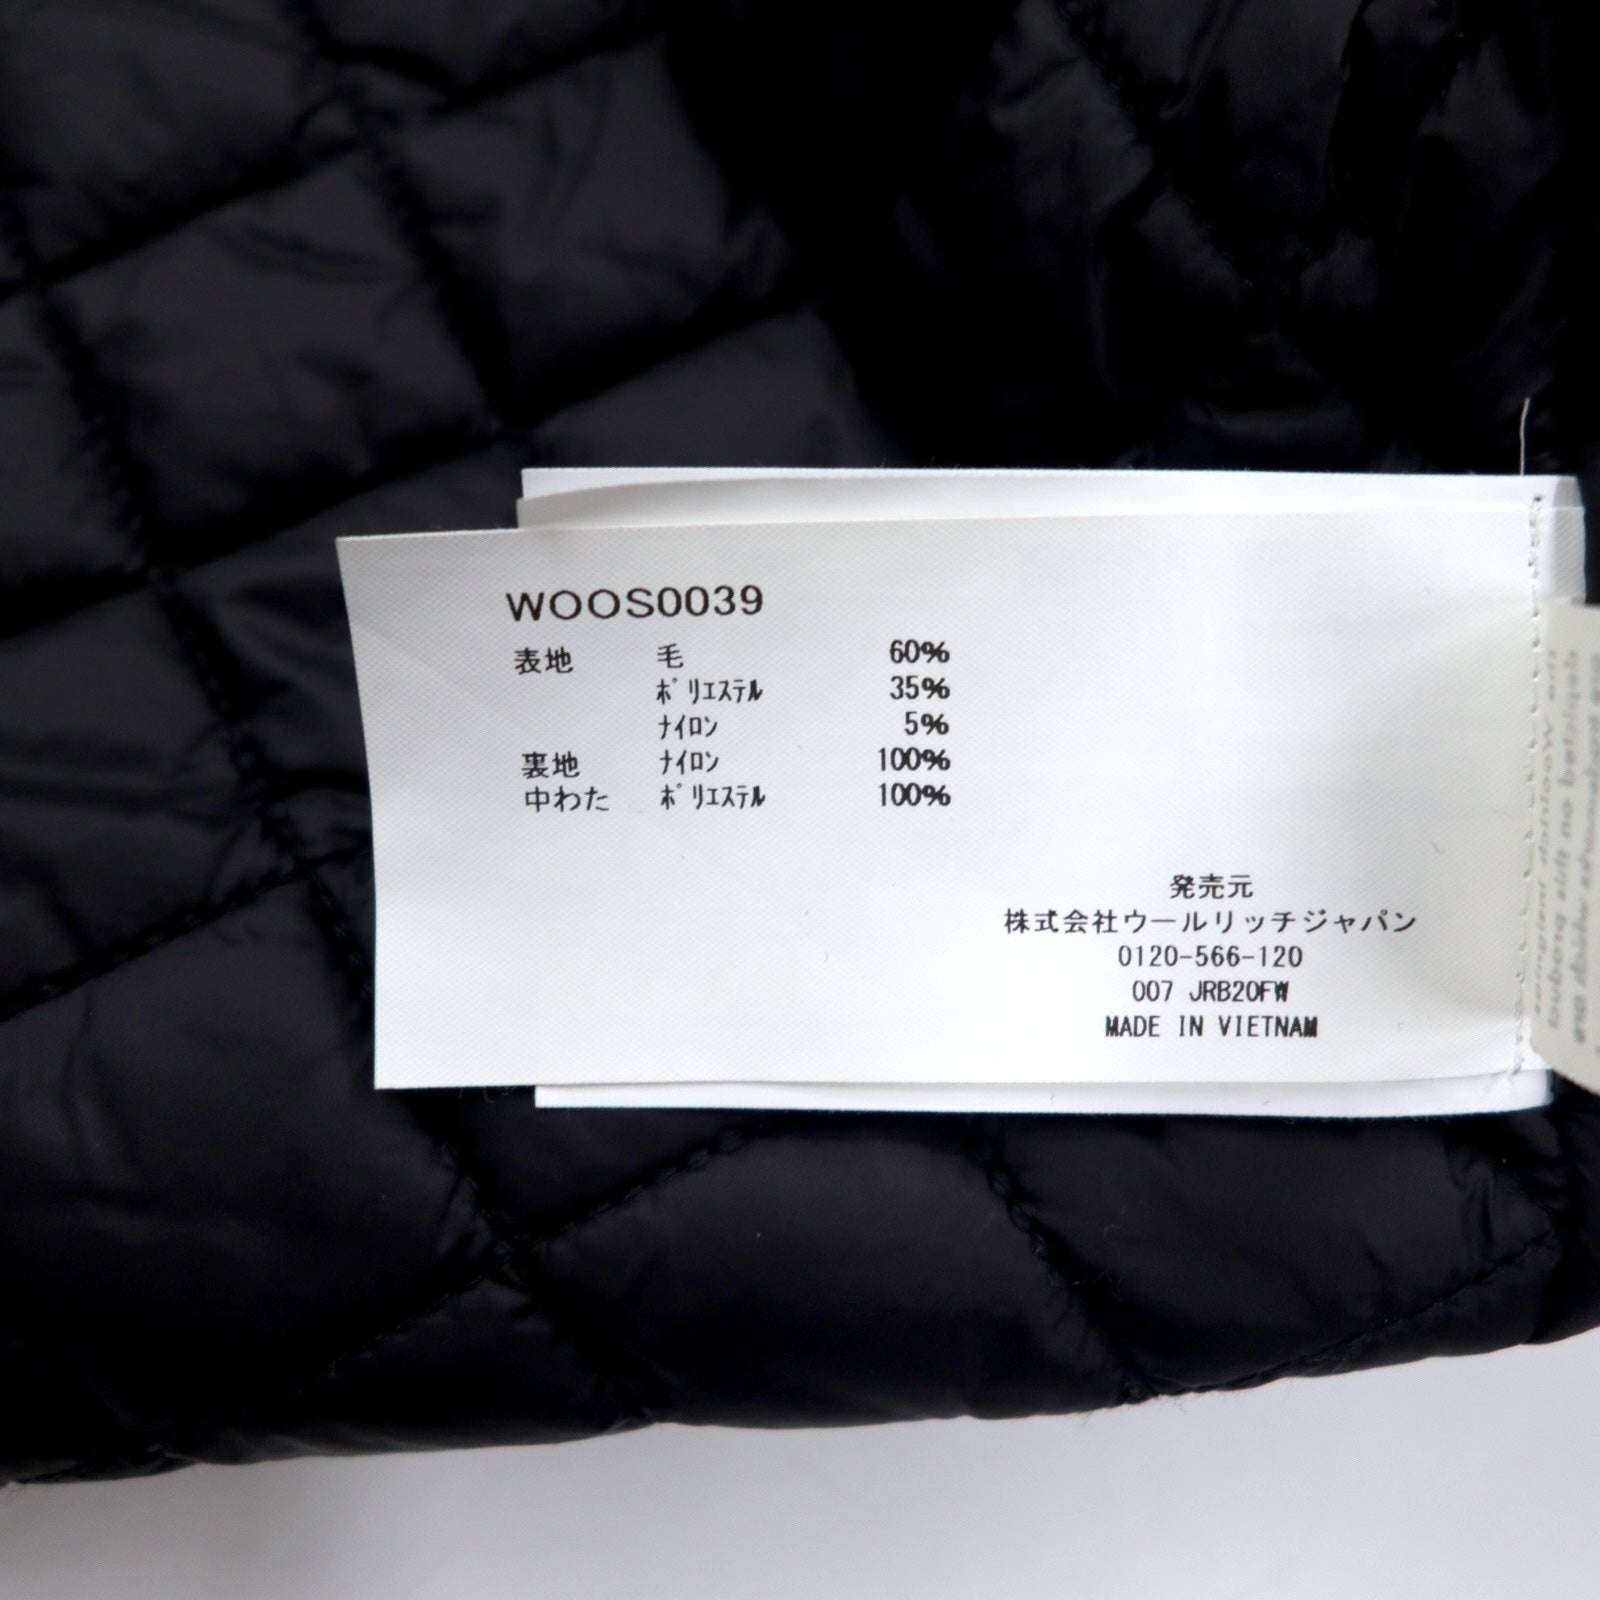 WOOS0039
表地 毛 60%
ポリエステル 35%
ナイロン 5%
裏地 ナイロン 100%
中わた ポリエステル 100%
発売元
株式会社ウールリッチジャパン
0120-566-120
007 JRB20FW
MADE IN VIETNAM